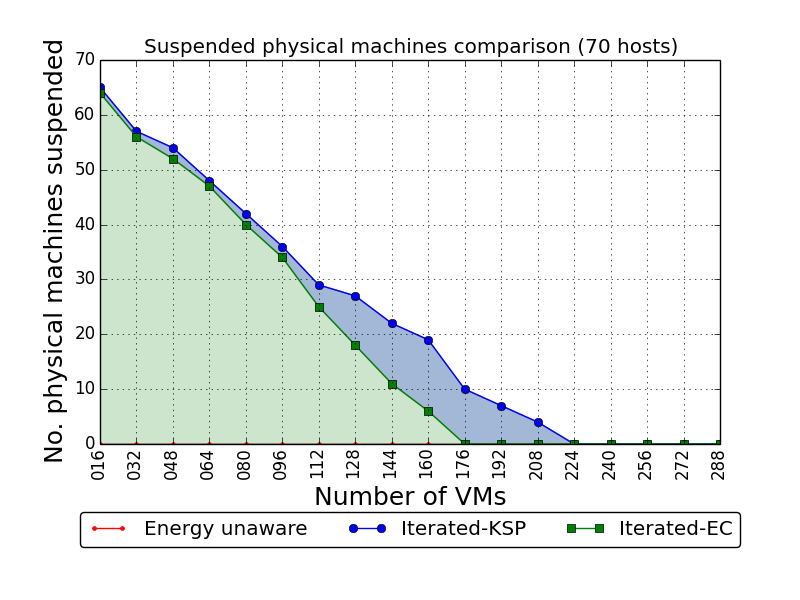 Suspended physical machines comparison (70 hosts)
No. physical machines suspended
70
60
50
40
30
20
10
0
016 032 048 064 080 096 112 128 144 160 176 192 208 224 240 256 272 288
Number of VMs
Energy unaware Iterated-KSP Iterated-EC